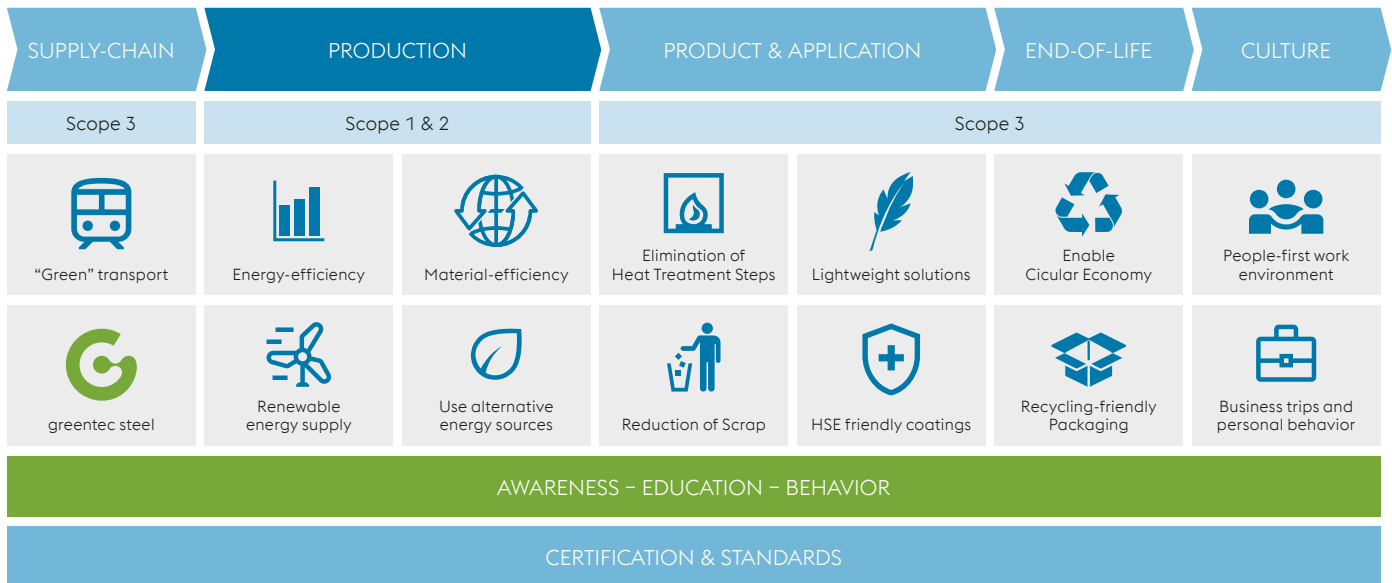 SUPPLY-CHAIN
PRODUCTION
PRODUCT & APPLICATION
END-OF-LIFE
CULTURE
Scope 3
Scope 1 & 2
Scope 3
“Green” transport
Energy-efficiency
Material-efficiency
Elimination of
Heat Treatment Steps
Lightweight solutions
Enable
Cicular Economy
People-first work
environment
greentec steel
Renewable
energy supply
Use alternative
energy sources
Reduction of Scrap
HSE friendly coatings
Recycling-friendly
Packaging
Business trips and
personal behavior
AWARENESS – EDUCATION – BEHAVIOR
CERTIFICATION & STANDARDS